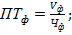 ПТ_ф = V_ф / Ч_ф ;